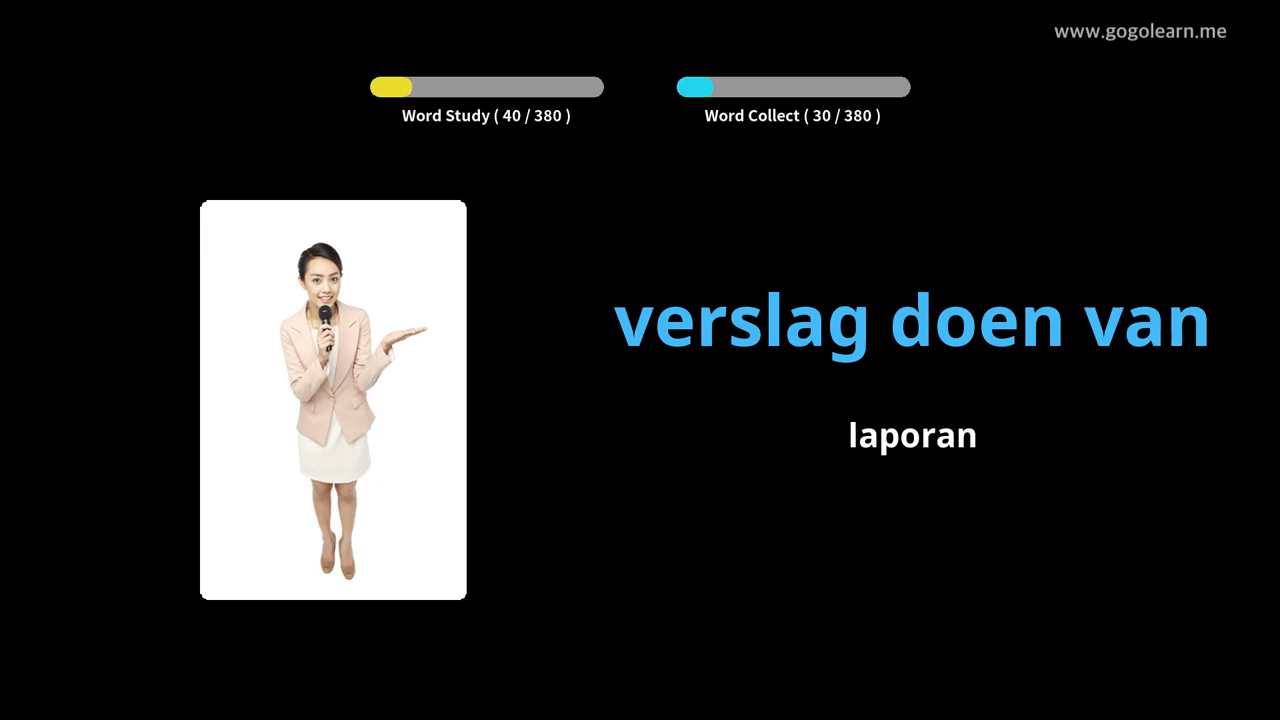 www.gogolearn.me
Word Study ( 40 / 380 )
Word Collect ( 30 / 380 )
verslag doen van
laporan